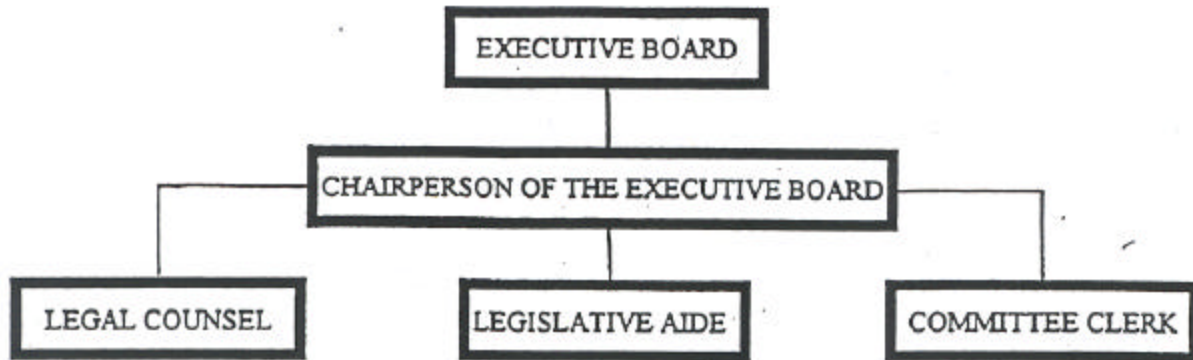 EXECUTIVE BOARD
CHAIRPERSON OF THE EXECUTIVE BOARD
LEGAL COUNSEL
LEGISLATIVE AIDE
COMMITTEE CLERK